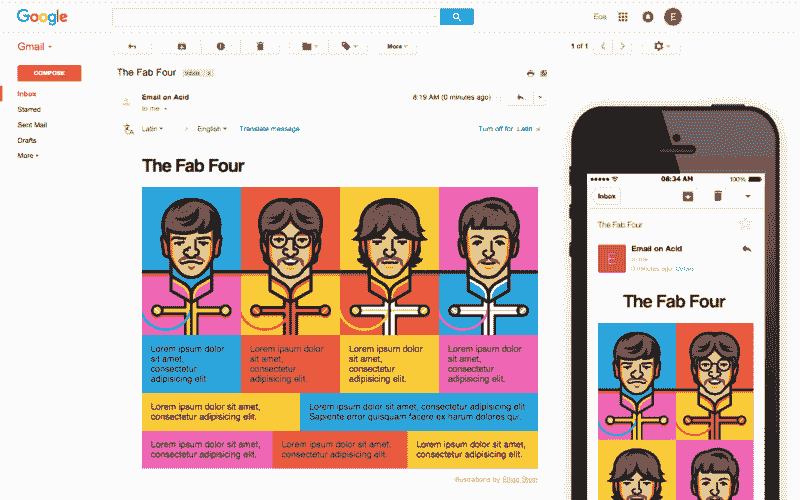 Google
Gmail
More
1 of 1
E
COMPOSE
The Fab Four
Inbox
Starred
Sent Mail
Drafts
More
Email on Acid
to me
8:19 AM (0 minutes ago)
Latin
English
Translate message
Turn off for: Latin
The Fab Four
Lorem ipsum dolor
sit amet,
consectetur
adipisicing elit.
Lorem ipsum dolor
sit amet,
consectetur
adipisicing elit.
Lorem ipsum dolor
sit amet,
consectetur
adipisicing elit.
Lorem ipsum dolor
sit amet,
consectetur
adipisicing elit.
Lorem ipsum dolor sit amet,
consectetur adipisicing elit.
Lorem ipsum dolor sit amet, consectetur adipisicing elit
Sapiente error quisquam facere ex harum dolores qui.
Lorem ipsum dolor sit amet,
consectetur adipisicing elit.
Lorem ipsum dolor sit amet,
consectetur adipisicing elit.
Lorem ipsum dolor sit amet,
consectetur adipisicing elit.
Illustrations by
08:34 AM
100%
Inbox
The Fab Four
E
Email on Acid
to me
0 minutes ago
The Fab Four